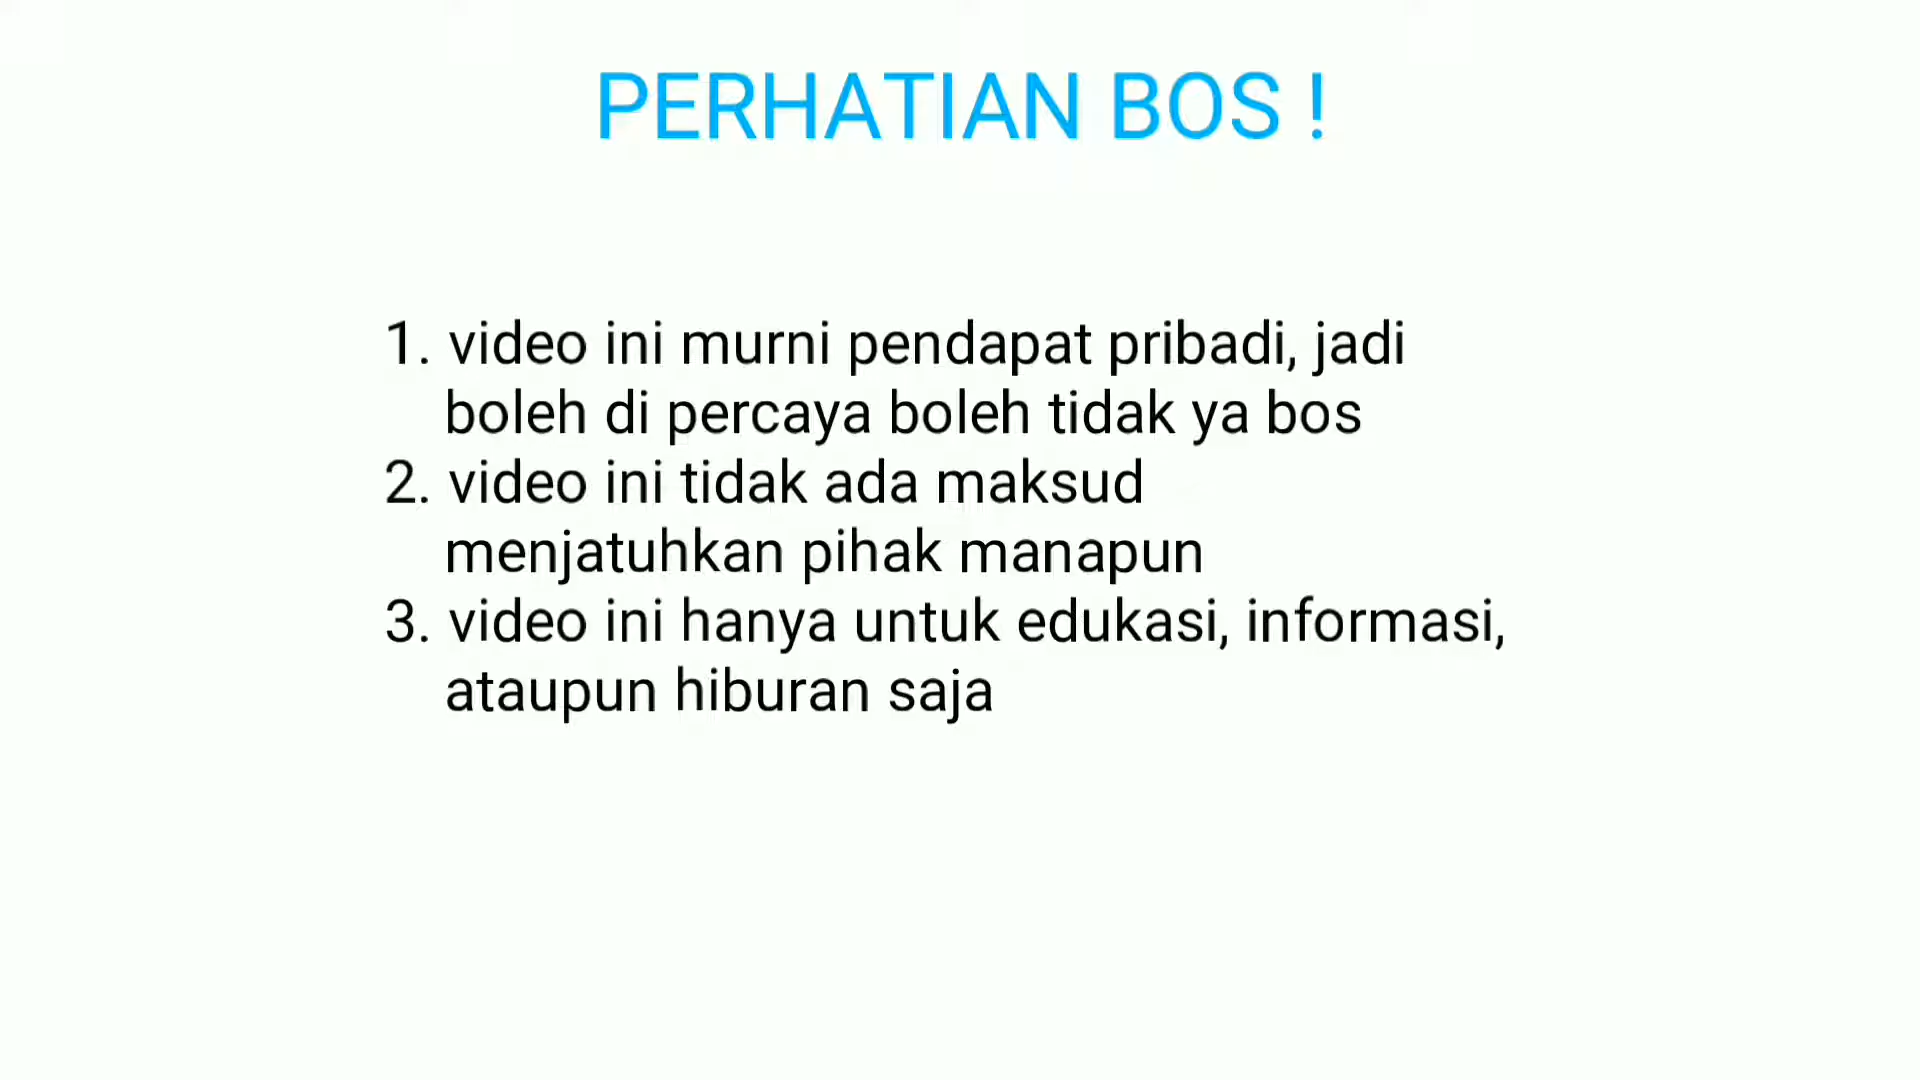 PERHATIAN BOS !
1. video ini murni pendapat pribadi, jadi
boleh di percaya boleh tidak ya bos
2. video ini tidak ada maksud
menjatuhkan pihak manapun
3. video ini hanya untuk edukasi, informasi,
ataupun hiburan saja